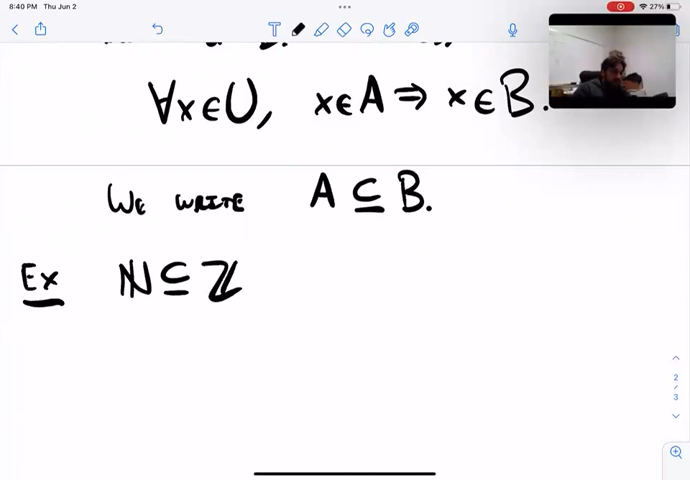 8:40 PM Thu Jun 2
27%
∀x∈U, x∈A ⇒ x∈B.
WE WRITE A ⊆ B.
Ex ℕ ⊆ ℤ
2
/
3